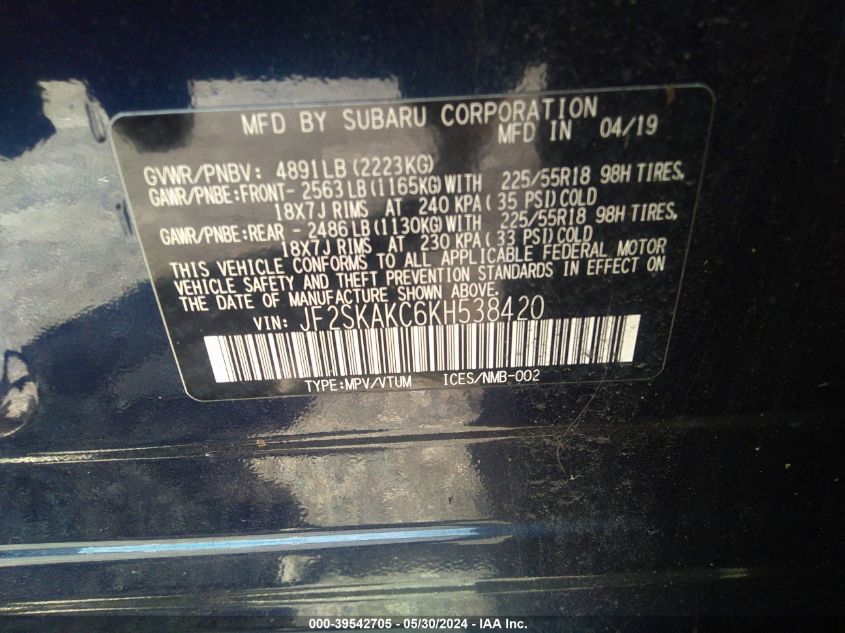 MFD BY SUBARU CORPORATION
MFD IN 04/19
GVWR/PNBV: 4891LB(2223KG)
GAWR/PNBE:FRONT- 2563LB(1165KG)WITH 225/55R18 98H TIRES,
18X7J RIMS AT 240 KPA( 35 PSI)COLD
GAWR/PNBE:REAR - 2486LB(1130KG)WITH 225/55R18 98H TIRES,
18X7J RIMS AT 230 KPA( 33 PSI)COLD
THIS VEHICLE CONFORMS TO ALL APPLICABLE FEDERAL MOTOR
VEHICLE SAFETY AND THEFT PREVENTION STANDARDS IN EFFECT ON
THE DATE OF MANUFACTURE SHOWN ABOVE.
VIN: JF2SKAKC6KH538420
TYPE:MPV/VTUM ICES/NMB-002
000-39542705 - 05/30/2024 - IAA Inc.